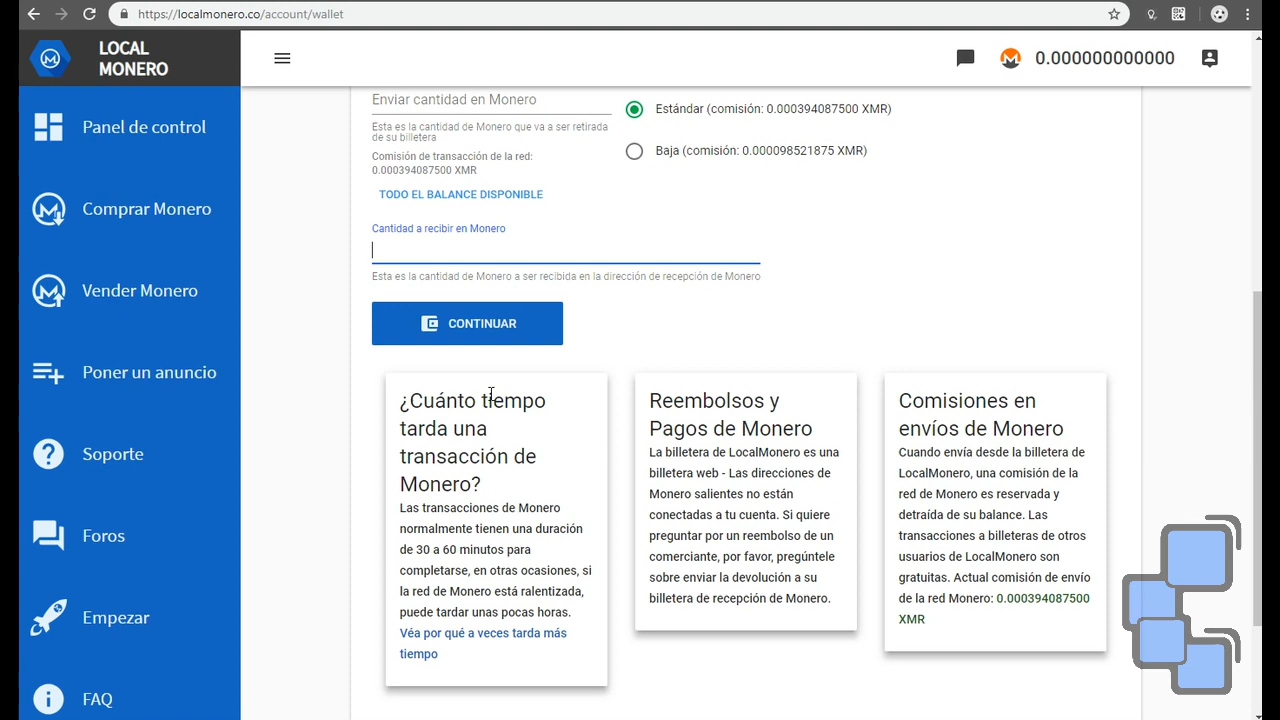 https://localmonero.co/account/wallet
LOCAL
MONERO
0.000000000000
Panel de control
Comprar Monero
Vender Monero
Poner un anuncio
Soporte
Foros
Empezar
FAQ
Enviar cantidad en Monero
Esta es la cantidad de Monero que va a ser retirada
de su billetera
Comisión de transacción de la red:
0.000394087500 XMR
TODO EL BALANCE DISPONIBLE
Estándar (comisión: 0.000394087500 XMR)
Baja (comisión: 0.000098521875 XMR)
Cantidad a recibir en Monero
Esta es la cantidad de Monero a ser recibida en la dirección de recepción de Monero
CONTINUAR
¿Cuánto tiempo
tarda una
transacción de
Monero?
Las transacciones de Monero
normalmente tienen una duración
de 30 a 60 minutos para
completarse, en otras ocasiones, si
la red de Monero está ralentizada,
puede tardar unas pocas horas.
Véa por qué a veces tarda más
tiempo
Reembolsos y
Pagos de Monero
La billetera de LocalMonero es una
billetera web - Las direcciones de
Monero salientes no están
conectadas a tu cuenta. Si quiere
preguntar por un reembolso de un
comerciante, por favor, pregúntele
sobre enviar la devolución a su
billetera de recepción de Monero.
Comisiones en
envíos de Monero
Cuando envía desde la billetera de
LocalMonero, una comisión de la
red de Monero es reservada y
detraída de su balance. Las
transacciones a billeteras de otros
usuarios de LocalMonero son
gratuitas. Actual comisión de envío
de la red Monero: 0.000394087500
XMR